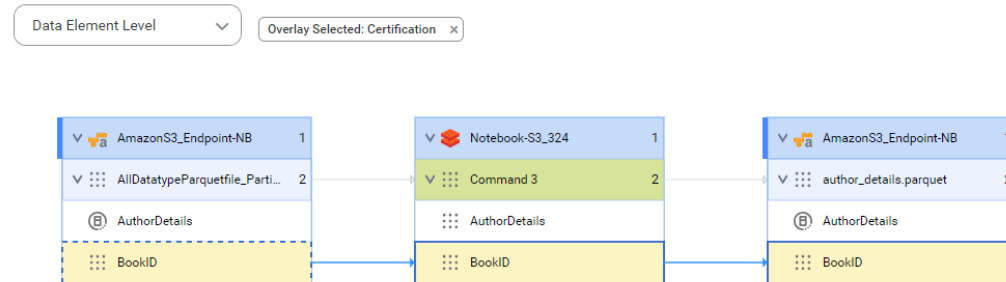 Data Element Level
Overlay Selected: Certification ×
AmazonS3_Endpoint-NB 1
Notebook-S3_324 1
AmazonS3_Endpoint-NB
AllDatatypeParquetfile_Parti... 2
Command 3 2
author_details.parquet
AuthorDetails
AuthorDetails
AuthorDetails
BookID
BookID
BookID